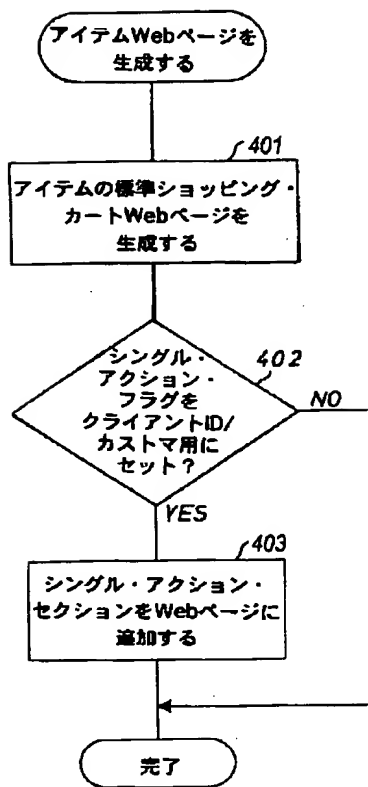 アイテムWebページを
生成する
401
アイテムの標準ショッピング・
カートWebページを
生成する
402
シングル・
アクション・
フラグを
クライアントID/
カストマ用に
セット？
NO
YES
403
シングル・アクション・
セクションをWebページに
追加する
完了